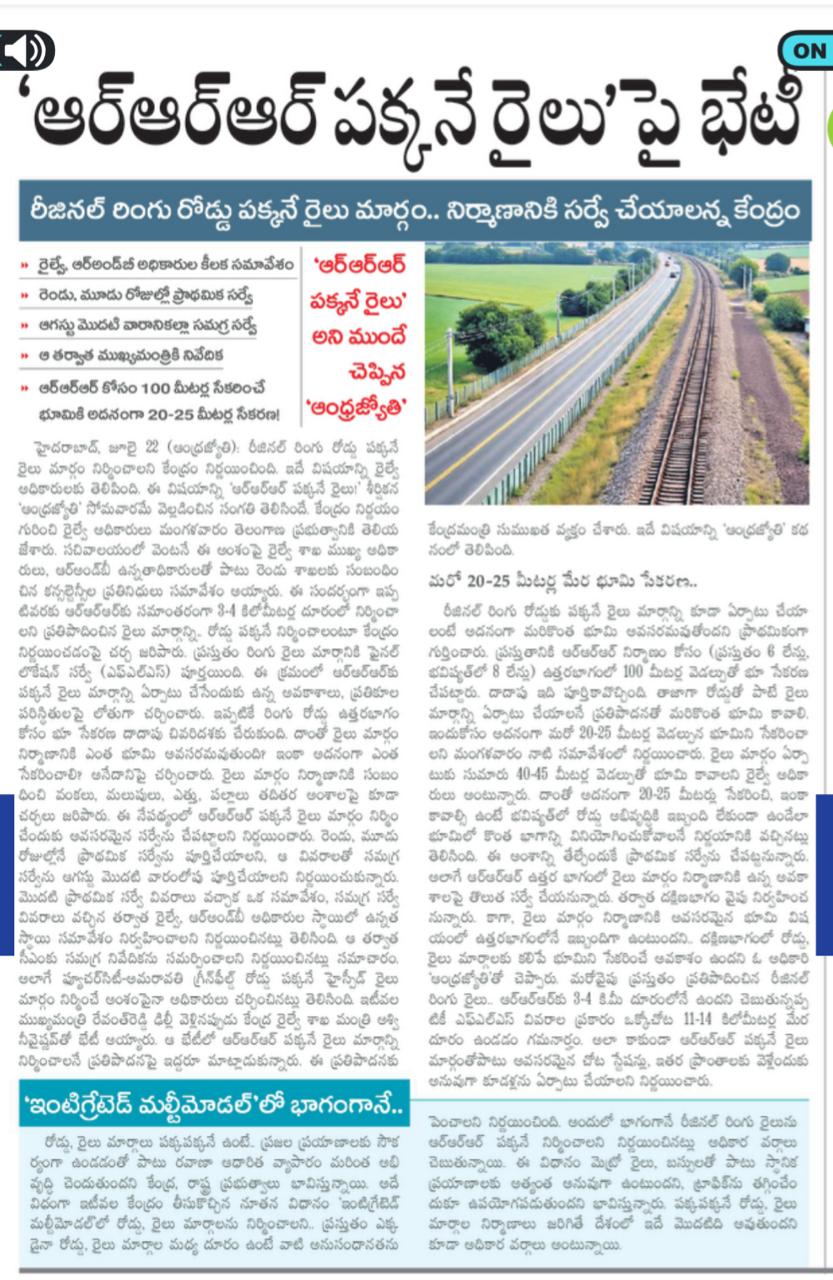 ON
‘ఆర్ఆర్ఆర్ పక్కనే రైలు’పై భేటీ
రీజినల్ రింగు రోడ్డు పక్కనే రైలు మార్గం.. నిర్మాణానికి సర్వే చేయాలన్న కేంద్రం
» రైల్వే, ఆర్అండ్‌బీ అధికారుల కీలక సమావేశం
» రెండు, మూడు రోజుల్లో ప్రాథమిక సర్వే
» ఆగస్టు మొదటి వారానికల్లా సమగ్ర సర్వే
» ఆ తర్వాత ముఖ్యమంత్రికి నివేదిక
» ఆర్ఆర్ఆర్ కోసం 100 మీటర్ల సేకరించే
భూమికి అదనంగా 20-25 మీటర్ల సేకరణ!
‘ఆర్ఆర్ఆర్
పక్కనే రైలు’
అని ముందే
చెప్పిన
‘ఆంధ్రజ్యోతి’
హైదరాబాద్, జూలై 22 (ఆంధ్రజ్యోతి): రీజినల్ రింగు రోడ్డు పక్కనే
రైలు మార్గం నిర్మించాలని కేంద్రం నిర్ణయించింది. ఇదే విషయాన్ని రైల్వే
అధికారులకు తెలిపింది. ఈ విషయాన్ని ‘ఆర్ఆర్ఆర్ పక్కనే రైలు!’ శీర్షికన
‘ఆంధ్రజ్యోతి’ సోమవారమే వెల్లడించిన సంగతి తెలిసిందే. కేంద్రం నిర్ణయం
గురించి రైల్వే అధికారులు మంగళవారం తెలంగాణ ప్రభుత్వానికి తెలియ
జేశారు. సచివాలయంలో వెంటనే ఈ అంశంపై రైల్వే శాఖ ముఖ్య అధికా
రులు, ఆర్అండ్‌బీ ఉన్నతాధికారులతో పాటు రెండు శాఖలకు సంబంధిం
చిన కన్సల్టెన్సీల ప్రతినిధులు సమావేశం అయ్యారు. ఈ సందర్భంగా ఇప్ప
టివరకు ఆర్ఆర్ఆర్‌కు సమాంతరంగా 3-4 కిలోమీటర్ల దూరంలో నిర్మించా
లని ప్రతిపాదించిన రైలు మార్గాన్ని.. రోడ్డు పక్కనే నిర్మించాలంటూ కేంద్రం
నిర్ణయించడంపై చర్చ జరిపారు. ప్రస్తుతం రింగు రైలు మార్గానికి ఫైనల్
లొకేషన్ సర్వే (ఎఫ్ఎల్ఎస్) పూర్తయింది. ఈ క్రమంలో ఆర్ఆర్ఆర్‌కు
పక్కనే రైలు మార్గాన్ని ఏర్పాటు చేసేందుకు ఉన్న అవకాశాలు, ప్రతికూల
పరిస్థితులపై లోతుగా చర్చించారు. ఇప్పటికే రింగు రోడ్డు ఉత్తరభాగం
కోసం భూ సేకరణ దాదాపు చివరిదశకు చేరుకుంది. దాంతో రైలు మార్గం
నిర్మాణానికి ఎంత భూమి అవసరమవుతుంది? ఇంకా అదనంగా ఎంత
సేకరించాలి? అనేదానిపై చర్చించారు. రైలు మార్గం నిర్మాణానికి సంబం
ధించి వంకలు, మలుపులు, ఎత్తు, పల్లాలు తదితర అంశాలపై కూడా
చర్చలు జరిపారు. ఈ నేపథ్యంలో ఆర్ఆర్ఆర్ పక్కనే రైలు మార్గం నిర్మిం
చేందుకు అవసరమైన సర్వేను చేపట్టాలని నిర్ణయించారు. రెండు, మూడు
రోజుల్లోనే ప్రాథమిక సర్వేను పూర్తిచేయాలని, ఆ వివరాలతో సమగ్ర
సర్వేను ఆగస్టు మొదటి వారంలోపు పూర్తిచేయాలని నిర్ణయించుకున్నారు.
మొదటి ప్రాథమిక సర్వే వివరాలు వచ్చాక ఒక సమావేశం, సమగ్ర సర్వే
వివరాలు వచ్చిన తర్వాత రైల్వే, ఆర్అండ్‌బీ అధికారుల స్థాయిలో ఉన్నత
స్థాయి సమావేశం నిర్వహించాలని నిర్ణయించినట్లు తెలిసింది. ఆ తర్వాత
సీఎంకు సమగ్ర నివేదికను సమర్పించాలని నిర్ణయించినట్లు సమాచారం.
అలాగే ఫ్యూచర్‌సిటీ-అమరావతి గ్రీన్‌ఫీల్డ్ రోడ్డు పక్కనే హైస్పీడ్ రైలు
మార్గం నిర్మించే అంశంపైనా అధికారులు చర్చించినట్లు తెలిసింది. ఇటీవల
ముఖ్యమంత్రి రేవంత్‌రెడ్డి ఢిల్లీ వెళ్లినప్పుడు కేంద్ర రైల్వే శాఖ మంత్రి అశ్వి
నీవైష్ణవ్‌తో భేటీ అయ్యారు. ఆ భేటీలో ఆర్ఆర్ఆర్ పక్కనే రైలు మార్గాన్ని
నిర్మించాలనే ప్రతిపాదనపై ఇద్దరూ మాట్లాడుకున్నారు. ఈ ప్రతిపాదనకు
కేంద్రమంత్రి సుముఖత వ్యక్తం చేశారు. ఇదే విషయాన్ని ‘ఆంధ్రజ్యోతి’ కథ
నంలో తెలిపింది.
మరో 20-25 మీటర్ల మేర భూమి సేకరణ..
రీజినల్ రింగు రోడ్డుకు పక్కనే రైలు మార్గాన్ని కూడా ఏర్పాటు చేయా
లంటే అదనంగా మరికొంత భూమి అవసరమవుతోందని ప్రాథమికంగా
గుర్తించారు. ప్రస్తుతానికి ఆర్ఆర్ఆర్ నిర్మాణం కోసం (ప్రస్తుతం 6 లేన్లు,
భవిష్యత్‌లో 8 లేన్లు) ఉత్తరభాగంలో 100 మీటర్ల వెడల్పుతో భూ సేకరణ
చేపట్టారు. దాదాపు ఇది పూర్తికావొచ్చింది. తాజాగా రోడ్డుతో పాటే రైలు
మార్గాన్ని ఏర్పాటు చేయాలనే ప్రతిపాదనతో మరికొంత భూమి కావాలి.
ఇందుకోసం అదనంగా మరో 20-25 మీటర్ల వెడల్పున భూమిని సేకరించా
లని మంగళవారం నాటి సమావేశంలో నిర్ణయించారు. రైలు మార్గం ఏర్పా
టుకు సుమారు 40-45 మీటర్ల వెడల్పుతో భూమి కావాలని రైల్వే అధికా
రులు అంటున్నారు. దాంతో అదనంగా 20-25 మీటర్లు సేకరించి, ఇంకా
కావాల్సి ఉంటే భవిష్యత్‌లో రోడ్డు అభివృద్ధికి ఇబ్బంది లేకుండా ఉండేలా
భూమిలో కొంత భాగాన్ని వినియోగించుకోవాలనే నిర్ణయానికి వచ్చినట్లు
తెలిసింది. ఈ అంశాన్ని తేల్చేందుకే ప్రాథమిక సర్వేను చేపట్టనున్నారు.
అలాగే ఆర్ఆర్ఆర్ ఉత్తర భాగంలో రైలు మార్గం నిర్మాణానికి ఉన్న అవకా
శాలపై తొలుత సర్వే చేయనున్నారు. తర్వాత దక్షిణభాగం వైపు నిర్వహించ
నున్నారు. కాగా, రైలు మార్గం నిర్మాణానికి అవసరమైన భూమి విష
యంలో ఉత్తరభాగంలోనే ఇబ్బందిగా ఉంటుందని.. దక్షిణభాగంలో రోడ్డు,
రైలు మార్గాలకు కలిపే భూమిని సేకరించే అవకాశం ఉందని ఓ అధికారి
‘ఆంధ్రజ్యోతి’తో చెప్పారు. మరోవైపు ప్రస్తుతం ప్రతిపాదించిన రీజినల్
రింగు రైలు.. ఆర్ఆర్ఆర్‌కు 3-4 కి.మీ దూరంలోనే ఉందని చెబుతున్నప్ప
టికీ ఎఫ్ఎల్ఎస్ వివరాల ప్రకారం ఒక్కోచోట 11-14 కిలోమీటర్ల మేర
దూరం ఉండడం గమనార్హం. అలా కాకుండా ఆర్ఆర్ఆర్ పక్కనే రైలు
మార్గంతోపాటు అవసరమైన చోట స్టేషన్లు, ఇతర ప్రాంతాలకు వెళ్లేందుకు
అనువుగా కూడళ్లను ఏర్పాటు చేయాలని నిర్ణయించారు.
‘ఇంటిగ్రేటెడ్ మల్టీమోడల్’లో భాగంగానే..
రోడ్డు, రైలు మార్గాలు పక్కపక్కనే ఉంటే.. ప్రజల ప్రయాణాలకు సౌక
ర్యంగా ఉండడంతో పాటు రవాణా ఆధారిత వ్యాపారం మరింత అభి
వృద్ధి చెందుతుందని కేంద్ర, రాష్ట్ర ప్రభుత్వాలు భావిస్తున్నాయి. అదే
విధంగా ఇటీవల కేంద్రం తీసుకొచ్చిన నూతన విధానం ‘ఇంటిగ్రేటెడ్
మల్టీమోడల్‌’లో రోడ్డు, రైలు మార్గాలను నిర్మించాలని.. ప్రస్తుతం ఎక్క
డైనా రోడ్డు, రైలు మార్గాల మధ్య దూరం ఉంటే వాటి అనుసంధానతను
పెంచాలని నిర్ణయించింది. అందులో భాగంగానే రీజినల్ రింగు రైలును
ఆర్ఆర్ఆర్ పక్కనే నిర్మించాలని నిర్ణయించినట్లు అధికార వర్గాలు
చెబుతున్నాయి. ఈ విధానం మెట్రో రైలు, బస్సులతో పాటు స్థానిక
ప్రయాణాలకు అత్యంత అనువుగా ఉంటుందని, ట్రాఫిక్‌ను తగ్గించేం
దుకూ ఉపయోగపడుతుందని భావిస్తున్నారు. పక్కపక్కనే రోడ్డు, రైలు
మార్గాల నిర్మాణాలు జరిగితే దేశంలో ఇదే మొదటిది అవుతుందని
కూడా అధికార వర్గాలు అంటున్నాయి.